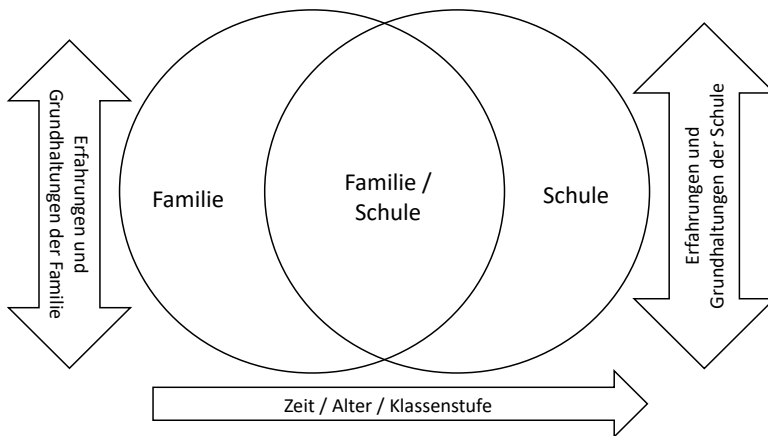 Erfahrungen und
Grundhaltungen der Familie
Familie
Familie /
Schule
Schule
Erfahrungen und
Grundhaltungen der Schule
Zeit / Alter / Klassenstufe